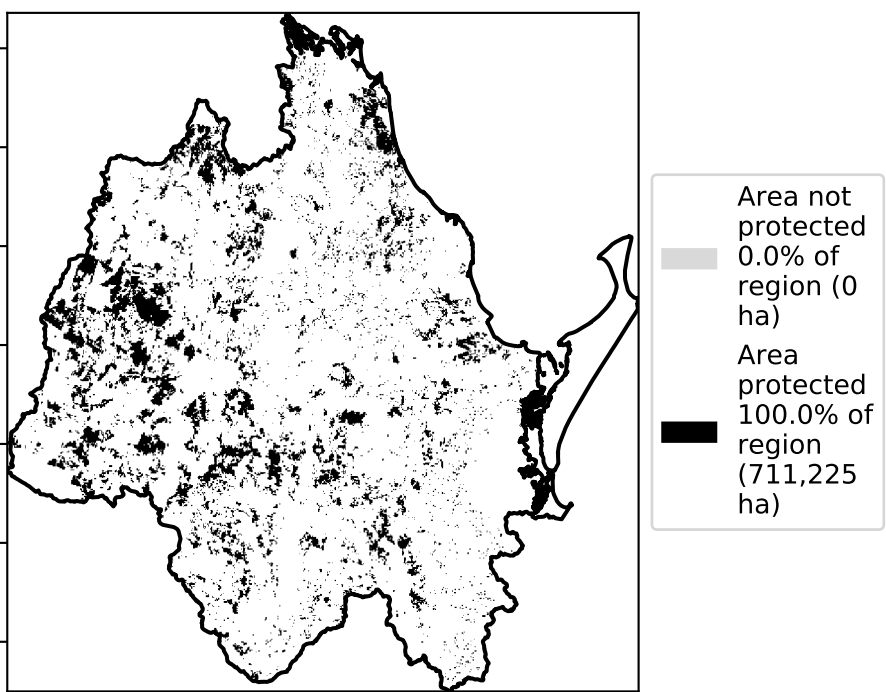 Area not
protected
0.0% of
region (0
ha)
Area
protected
100.0% of
region
(711,225
ha)